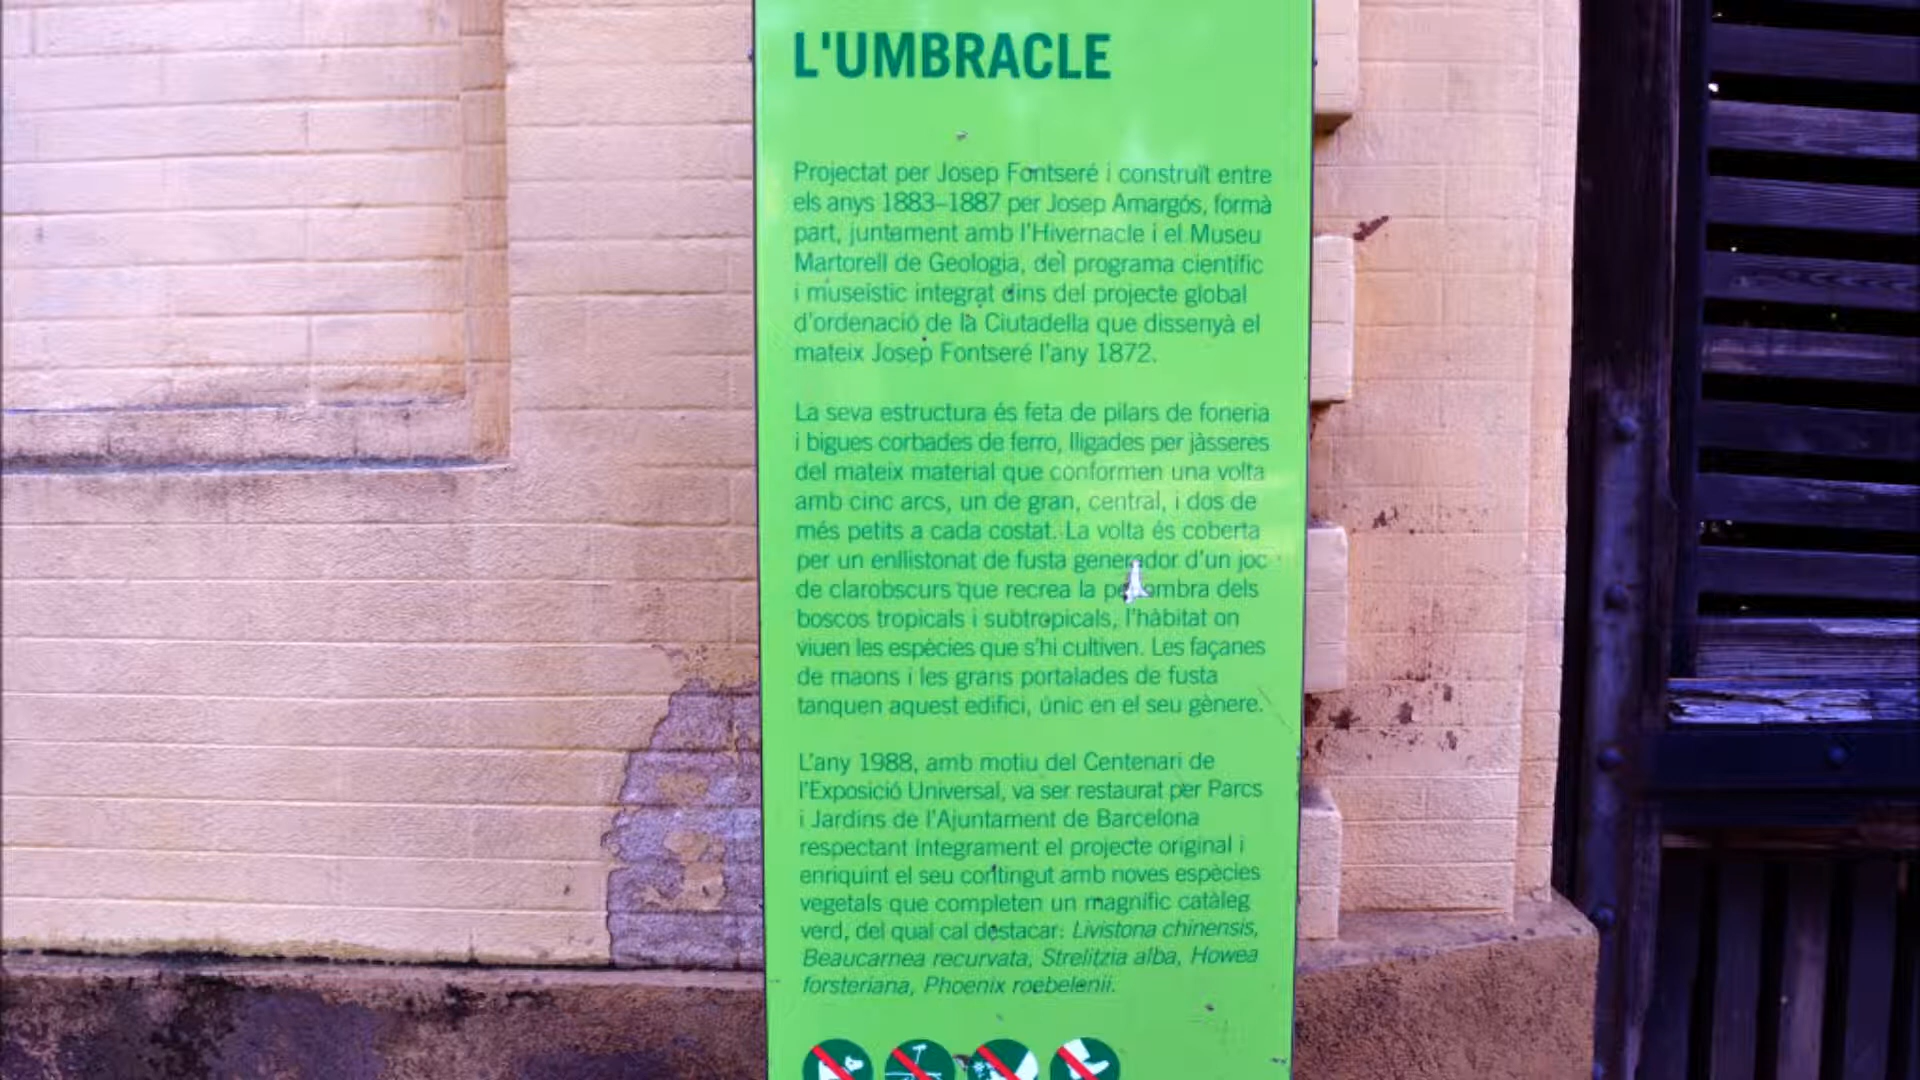 L'UMBRACLE
Projectat per Josep Fontseré i construït entre
els anys 1883–1887 per Josep Amargós, formà
part, juntament amb l'Hivernacle i el Museu
Martorell de Geologia, del programa científic
i museístic integrat dins del projecte global
d'ordenació de la Ciutadella que dissenyà el
mateix Josep Fontseré l'any 1872.
La seva estructura és feta de pilars de foneria
i bigues corbades de ferro, lligades per jàsseres
del mateix material que conformen una volta
amb cinc arcs, un de gran, central, i dos de
més petits a cada costat. La volta és coberta
per un enllistonat de fusta generador d'un joc
de clarobscurs que recrea la penombra dels
boscos tropicals i subtropicals, l'hàbitat on
viuen les espècies que s'hi cultiven. Les façanes
de maons i les grans portalades de fusta
tanquen aquest edifici, únic en el seu gènere.
L'any 1988, amb motiu del Centenari de
l'Exposició Universal, va ser restaurat per Parcs
i Jardins de l'Ajuntament de Barcelona
respectant íntegrament el projecte original i
enriquint el seu contingut amb noves espècies
vegetals que completen un magnífic catàleg
verd, del qual cal destacar: Livistona chinensis,
Beaucarnea recurvata, Strelitzia alba, Howea
forsteriana, Phoenix roebelenii.